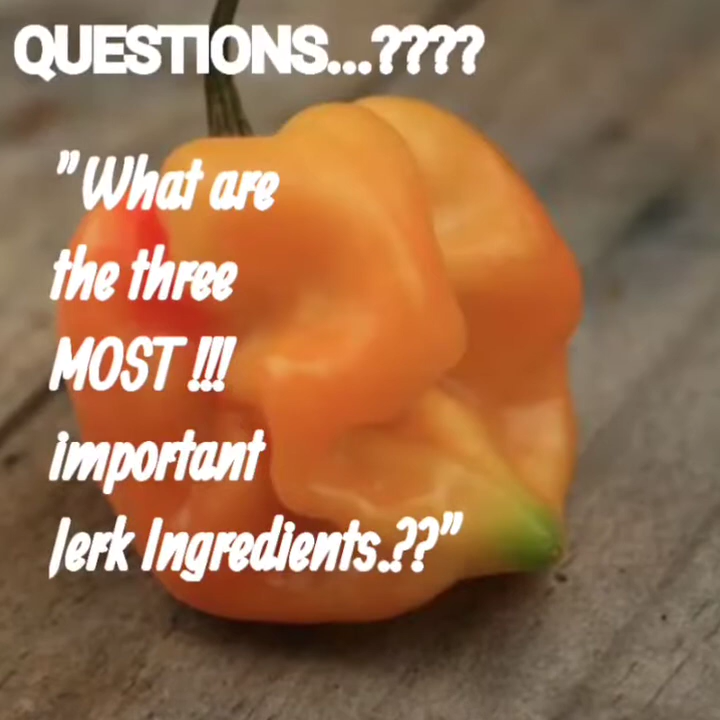 QUESTIONS...????
"What are
the three
MOST !!!
important
Jerk Ingredients.??"